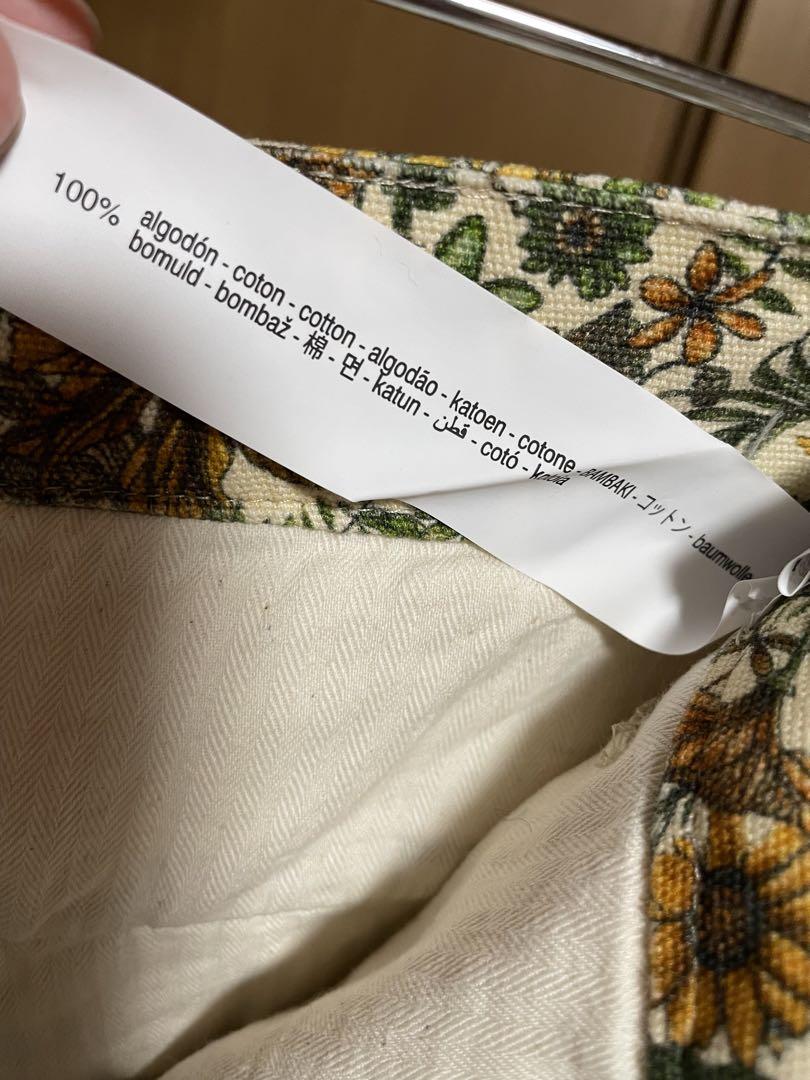 100% algodón - coton - cotton - algodão - katoen - cotone - BAMBAKI - コットン - baumwolle
bomuld - bombaž - 棉 - 면 - katun - قطن - cotó -